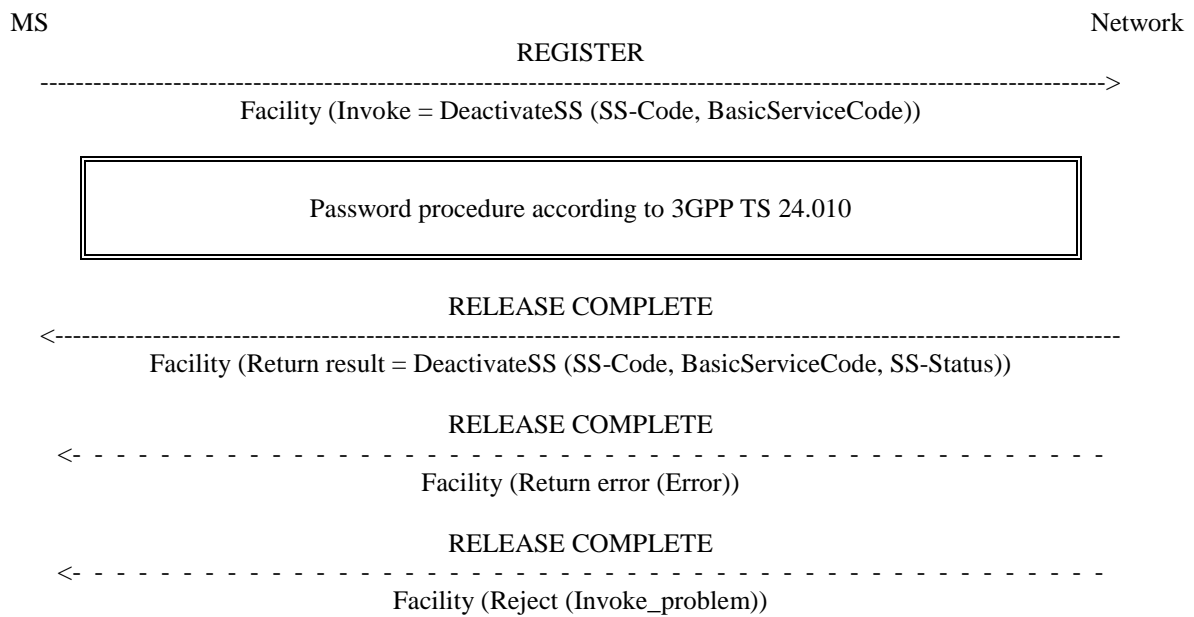 MS Network
REGISTER
------------------------------------------------------------------------------------------------------------------------>
Facility (Invoke = DeactivateSS (SS-Code, BasicServiceCode))
Password procedure according to 3GPP TS 24.010
RELEASE COMPLETE
<------------------------------------------------------------------------------------------------------------------------
Facility (Return result = DeactivateSS (SS-Code, BasicServiceCode, SS-Status))
RELEASE COMPLETE
<- - - - - - - - - - - - - - - - - - - - - - - - - - - - - - - - - - - - - - - - - - - - - - - -
Facility (Return error (Error))
RELEASE COMPLETE
<- - - - - - - - - - - - - - - - - - - - - - - - - - - - - - - - - - - - - - - - - - - - - - - -
Facility (Reject (Invoke_problem))